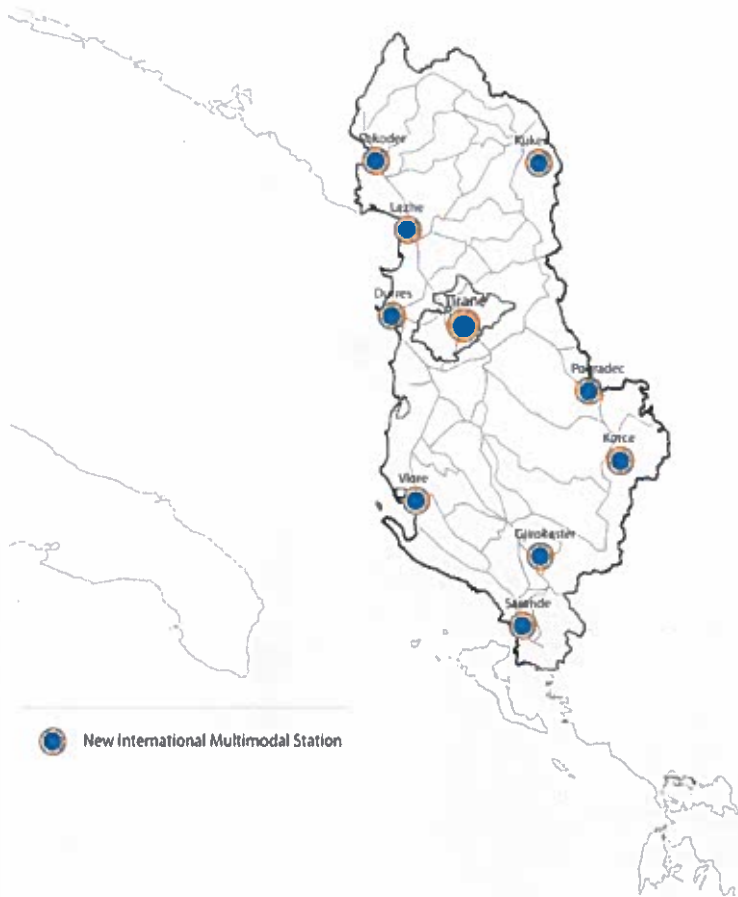 Shkoder
Kukes
Lezhe
Durres
Tirane
Pogradec
Korce
Vlore
Gjirokaster
Sarande
New International Multimodal Station